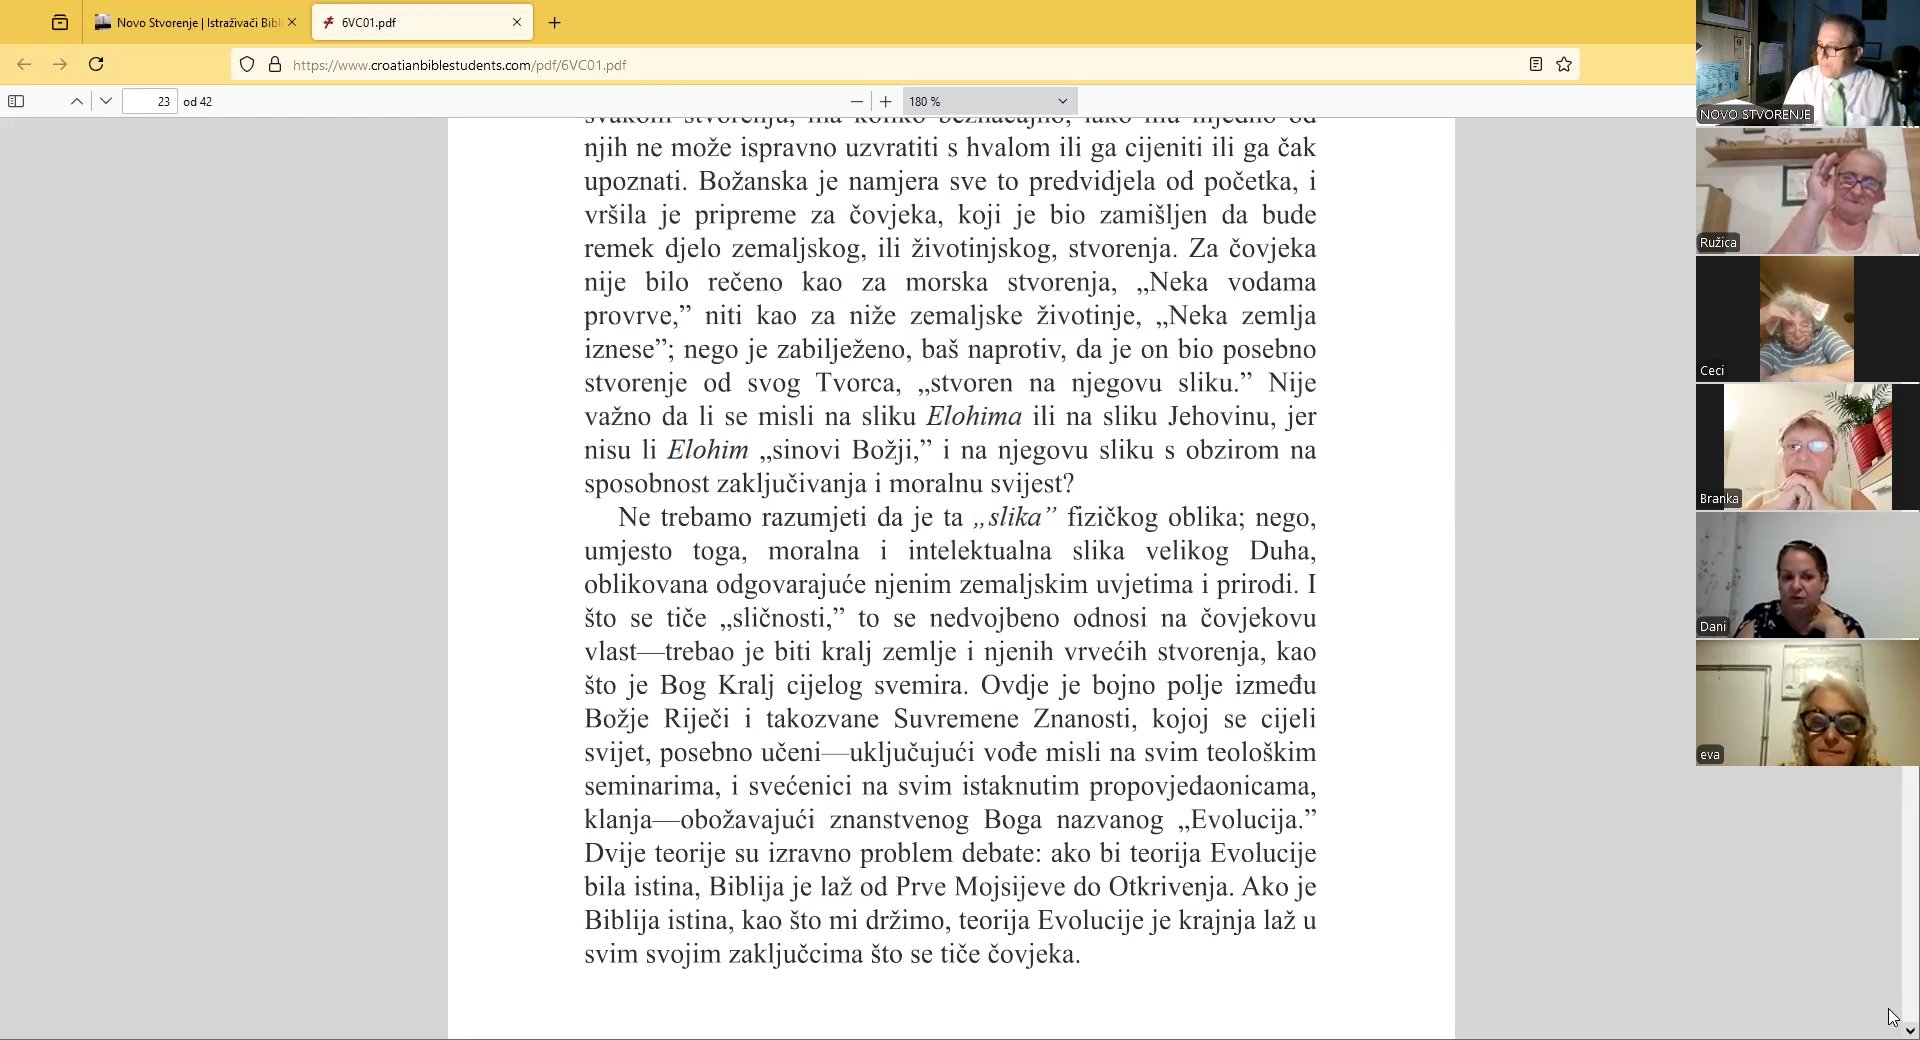 Novo Stvorenje | Istraživači Bibl
6VC01.pdf
https://www.croatianbiblestudents.com/pdf/6VC01.pdf
23 od 42
180 %
svakom stvorenju, ma koliko beznačajno, iako mu nijedno od
njih ne može ispravno uzvratiti s hvalom ili ga cijeniti ili ga čak
upoznati. Božanska je namjera sve to predvidjela od početka, i
vršila je pripreme za čovjeka, koji je bio zamišljen da bude
remek djelo zemaljskog, ili životinjskog, stvorenja. Za čovjeka
nije bilo rečeno kao za morska stvorenja, „Neka vodama
provrve,” niti kao za niže zemaljske životinje, „Neka zemlja
iznese”; nego je zabilježeno, baš naprotiv, da je on bio posebno
stvorenje od svog Tvorca, „stvoren na njegovu sliku.” Nije
važno da li se misli na sliku Elohima ili na sliku Jehovinu, jer
nisu li Elohim „sinovi Božji,” i na njegovu sliku s obzirom na
sposobnost zaključivanja i moralnu svijest?
Ne trebamo razumjeti da je ta „slika” fizičkog oblika; nego,
umjesto toga, moralna i intelektualna slika velikog Duha,
oblikovana odgovarajuće njenim zemaljskim uvjetima i prirodi. I
što se tiče „sličnosti,” to se nedvojbeno odnosi na čovjekovu
vlast—trebao je biti kralj zemlje i njenih vrvećih stvorenja, kao
što je Bog Kralj cijelog svemira. Ovdje je bojno polje između
Božje Riječi i takozvane Suvremene Znanosti, kojoj se cijeli
svijet, posebno učeni—uključujući vođe misli na svim teološkim
seminarima, i svećenici na svim istaknutim propovjedaonicama,
klanja—obožavajući znanstvenog Boga nazvanog „Evolucija.”
Dvije teorije su izravno problem debate: ako bi teorija Evolucije
bila istina, Biblija je laž od Prve Mojsijeve do Otkrivenja. Ako je
Biblija istina, kao što mi držimo, teorija Evolucije je krajnja laž u
svim svojim zaključcima što se tiče čovjeka.
NOVO STVORENJE
Ružica
Ceci
Branka
Dani
eva